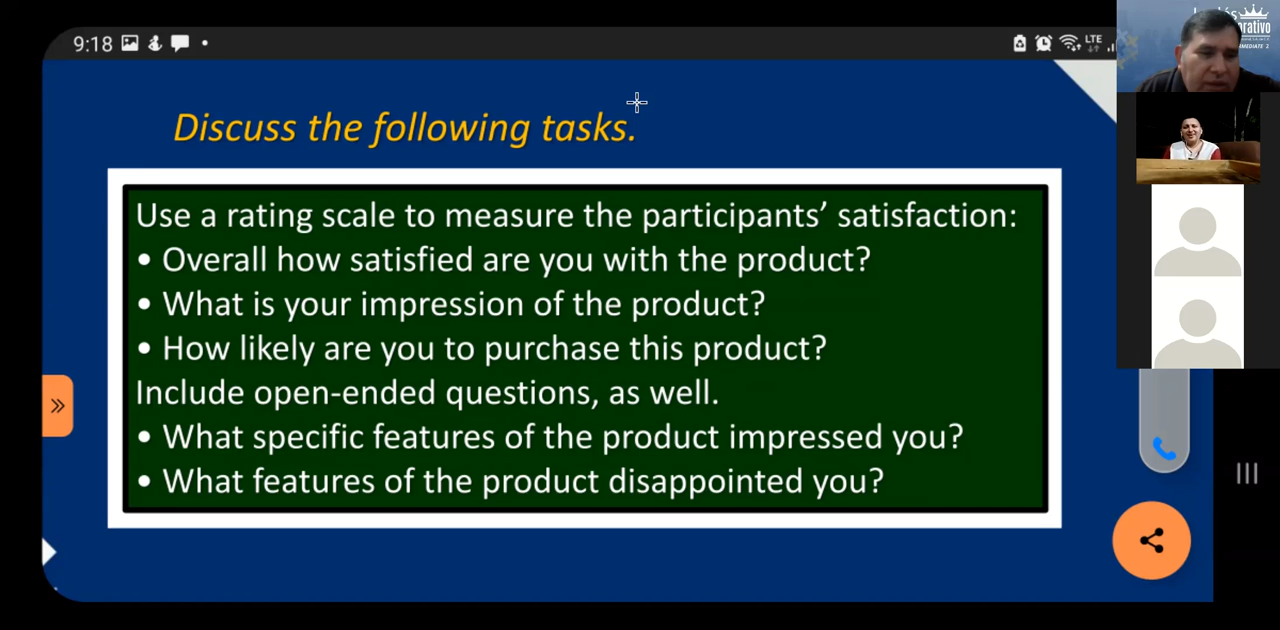 9:18
LTE
Discuss the following tasks.
Use a rating scale to measure the participants’ satisfaction:
• Overall how satisfied are you with the product?
• What is your impression of the product?
• How likely are you to purchase this product?
Include open-ended questions, as well.
• What specific features of the product impressed you?
• What features of the product disappointed you?